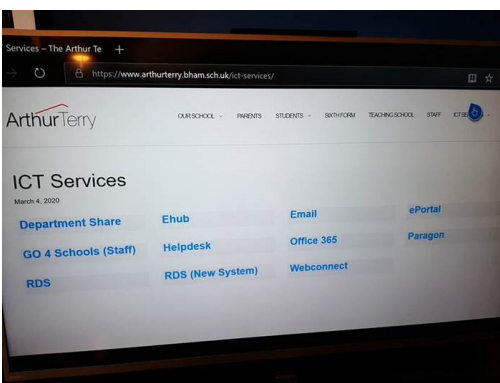 Services – The Arthur Te +
https://www.arthurterry.bham.sch.uk/ict-services/
ArthurTerry
OUR SCHOOL PARENTS STUDENTS SIXTH FORM TEACHING SCHOOL STAFF
ICT Services
March 4, 2020
Department Share Ehub Email ePortal
GO 4 Schools (Staff) Helpdesk Office 365 Paragon
RDS RDS (New System) Webconnect